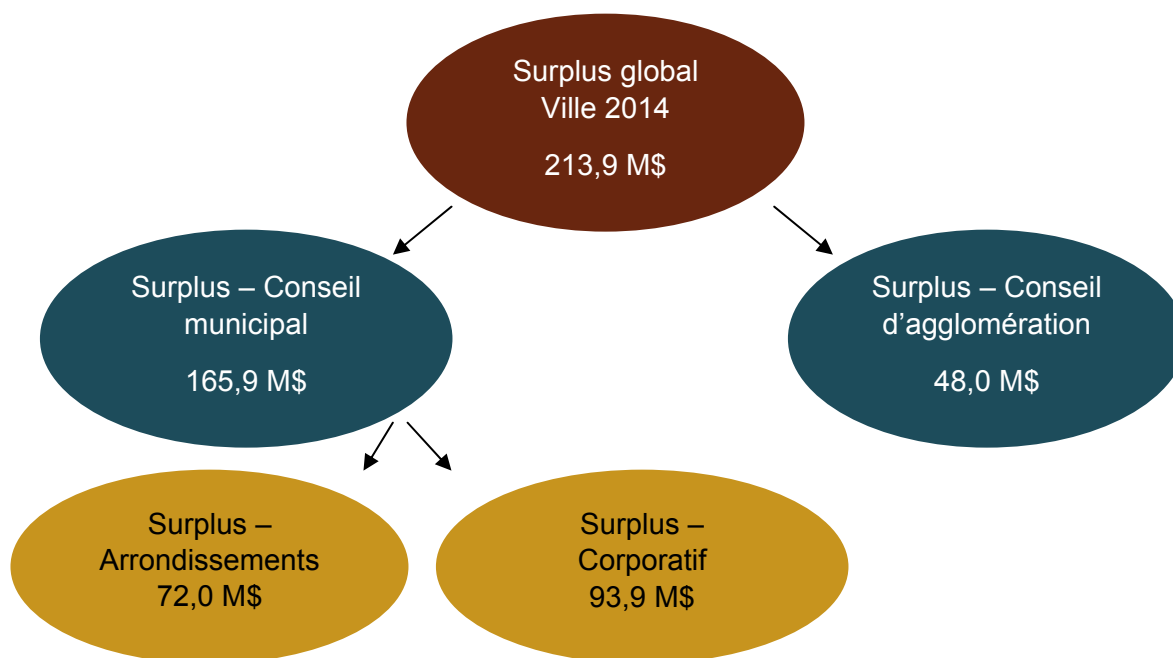 Surplus global
Ville 2014
213,9 M$
Surplus – Conseil
municipal
165,9 M$
Surplus – Conseil
d’agglomération
48,0 M$
Surplus –
Arrondissements
72,0 M$
Surplus –
Corporatif
93,9 M$